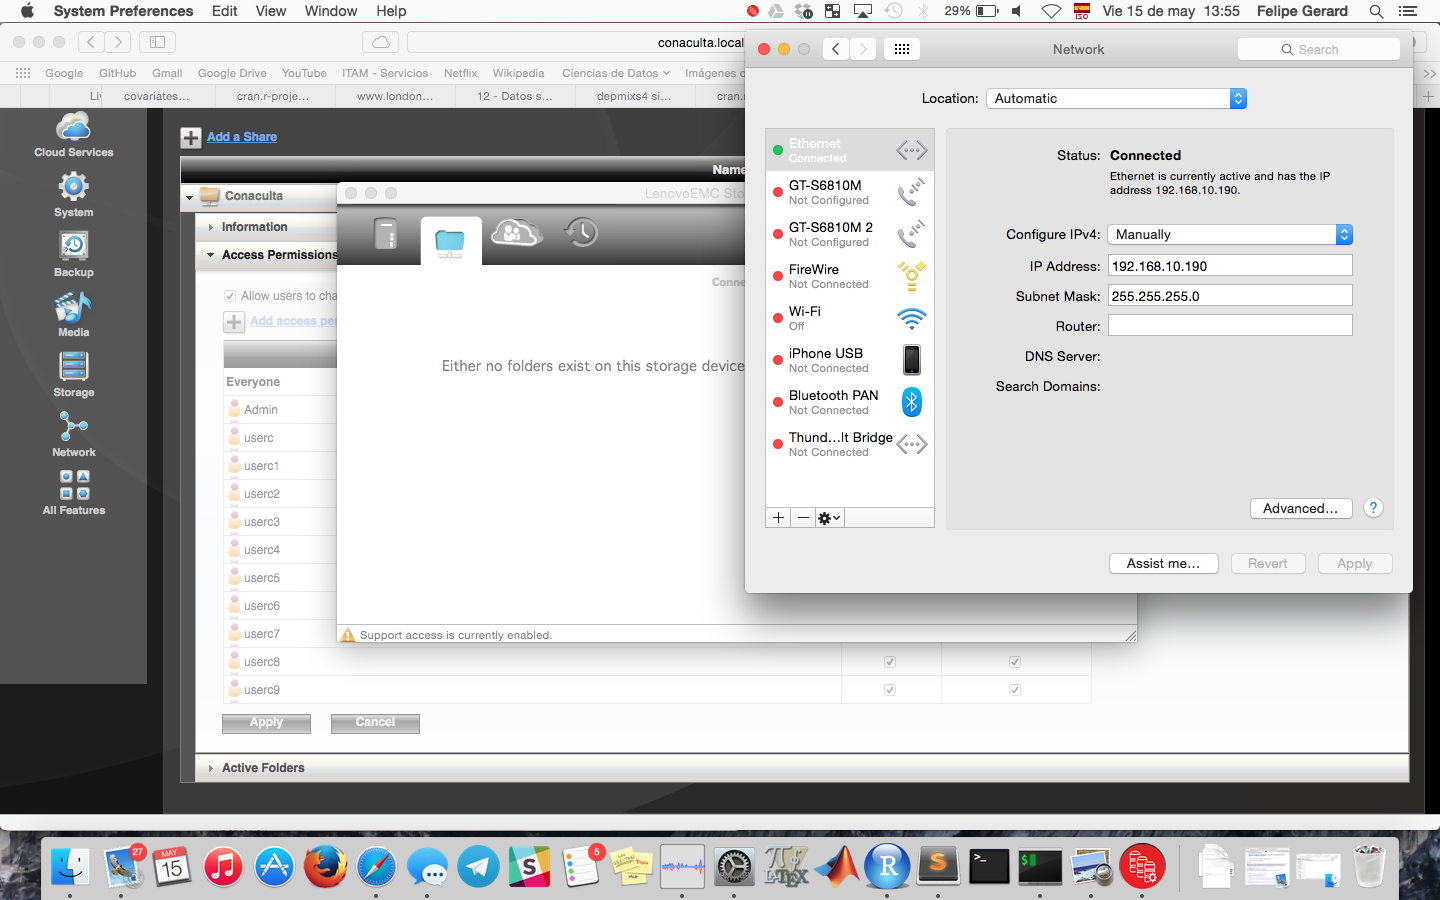 System Preferences Edit View Window Help
29% ISO Vie 15 de may 13:55 Felipe Gerard
conaculta.local
Google GitHub Gmail Google Drive YouTube ITAM - Servicios Netflix Wikipedia Ciencias de Datos Imágenes d
Li covariates... cran.r-proje... www.london... 12 - Datos s... depmixs4 si... cran.r
Cloud Services
System
Backup
Media
Storage
Network
All Features
Add a Share
Name
Conaculta
Information
Access Permissions
Allow users to cha
Add access per
Everyone
Admin
userc
userc1
userc2
userc3
userc4
userc5
userc6
userc7
userc8
userc9
Apply Cancel
Active Folders
LenovoEMC Sto
Conne
Either no folders exist on this storage device
Support access is currently enabled.
Network
Search
Location: Automatic
Ethernet
Connected
GT-S6810M
Not Configured
GT-S6810M 2
Not Configured
FireWire
Not Connected
Wi-Fi
Off
iPhone USB
Not Connected
Bluetooth PAN
Not Connected
Thund...lt Bridge
Not Connected
Status: Connected
Ethernet is currently active and has the IP
address 192.168.10.190.
Configure IPv4: Manually
IP Address: 192.168.10.190
Subnet Mask: 255.255.255.0
Router:
DNS Server:
Search Domains:
Advanced... ?
Assist me... Revert Apply
27
MAY
15
5